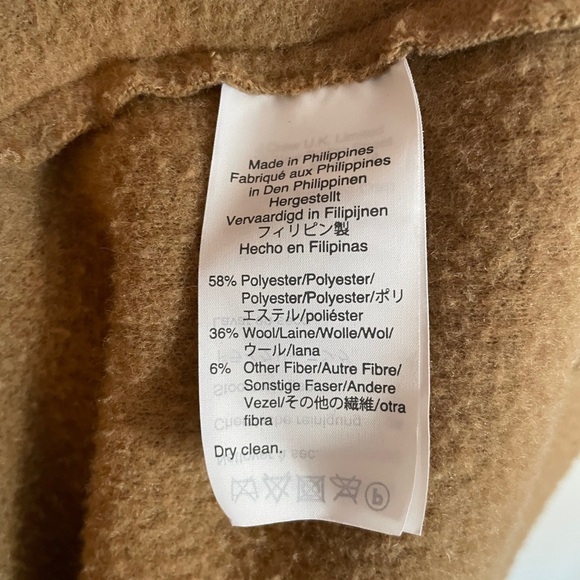 Made in Philippines
Fabriqué aux Philippines
in Den Philippinen
Hergestellt
Vervaardigd in Filipijnen
フィリピン製
Hecho en Filipinas
58% Polyester/Polyester/
Polyester/Polyester/ポリ
エステル/poliéster
36% Wool/Laine/Wolle/Wol/
ウール/lana
6% Other Fiber/Autre Fibre/
Sonstige Faser/Andere
Vezel/その他の繊維/otra
fibra
Dry clean.